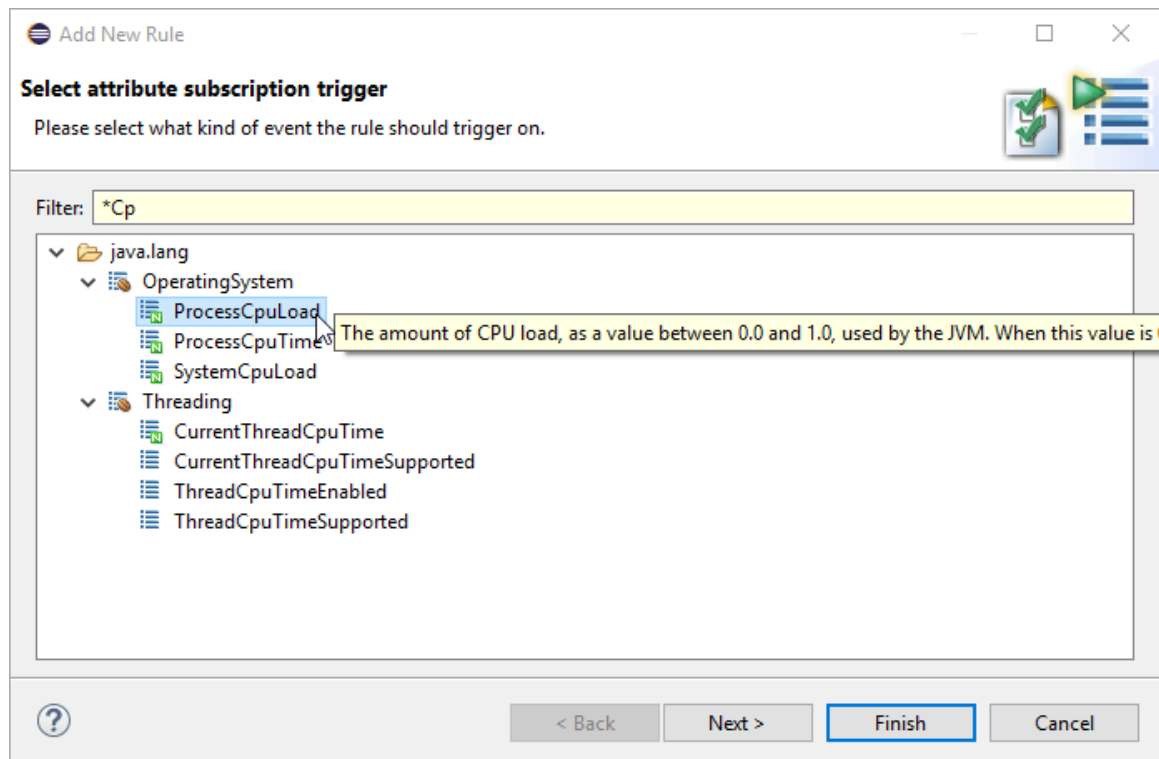 Add New Rule
Select attribute subscription trigger
Please select what kind of event the rule should trigger on.
Filter: *Cp
java.lang
OperatingSystem
ProcessCpuLoad
The amount of CPU load, as a value between 0.0 and 1.0, used by the JVM. When this value is
ProcessCpuTime
SystemCpuLoad
Threading
CurrentThreadCpuTime
CurrentThreadCpuTimeSupported
ThreadCpuTimeEnabled
ThreadCpuTimeSupported
< Back Next > Finish Cancel